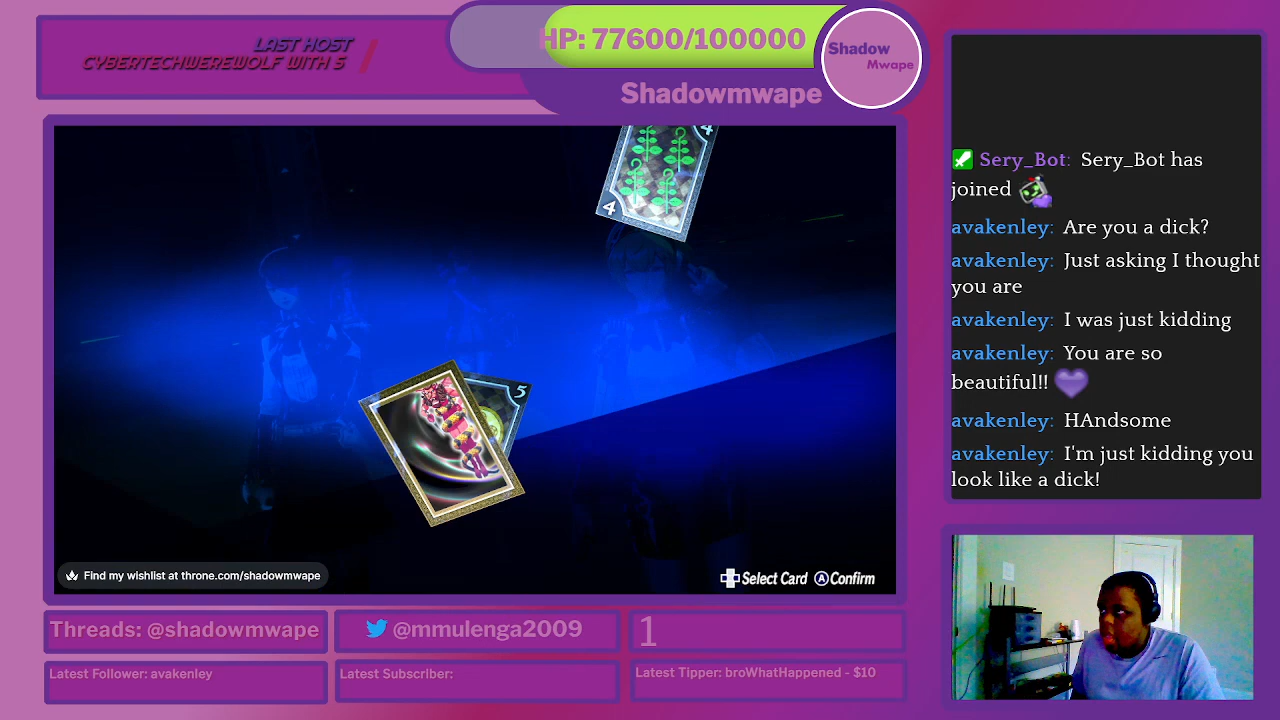 LAST HOST
CYBERTECHWEREWOLF WITH 5
HP: 77600/100000
Shadow
Mwape
Shadowmwape
4
4
5
Find my wishlist at throne.com/shadowmwape
Select Card A Confirm
Threads: @shadowmwape
@mmulenga2009
1
Latest Follower: avakenley
Latest Subscriber:
Latest Tipper: broWhatHappened - $10
Sery_Bot: Sery_Bot has
joined
avakenley: Are you a dick?
avakenley: Just asking I thought
you are
avakenley: I was just kidding
avakenley: You are so
beautiful!!
avakenley: HAndsome
avakenley: I'm just kidding you
look like a dick!